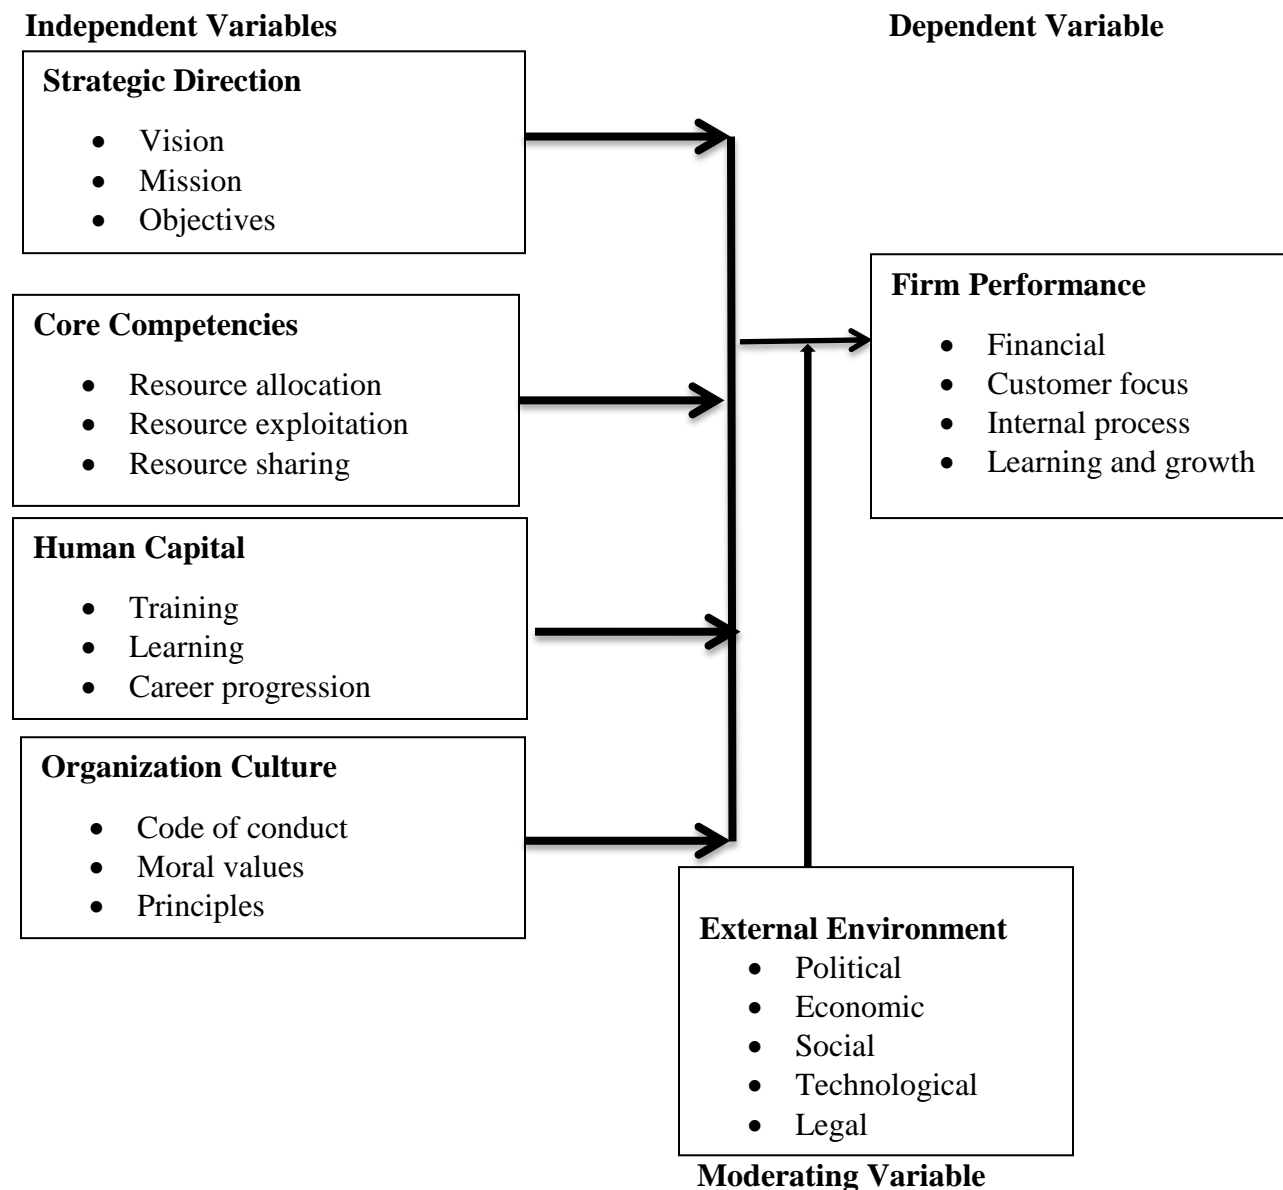 Independent Variables
Dependent Variable
Strategic Direction
• Vision
• Mission
• Objectives
Core Competencies
• Resource allocation
• Resource exploitation
• Resource sharing
Human Capital
• Training
• Learning
• Career progression
Organization Culture
• Code of conduct
• Moral values
• Principles
Firm Performance
• Financial
• Customer focus
• Internal process
• Learning and growth
External Environment
• Political
• Economic
• Social
• Technological
• Legal
Moderating Variable